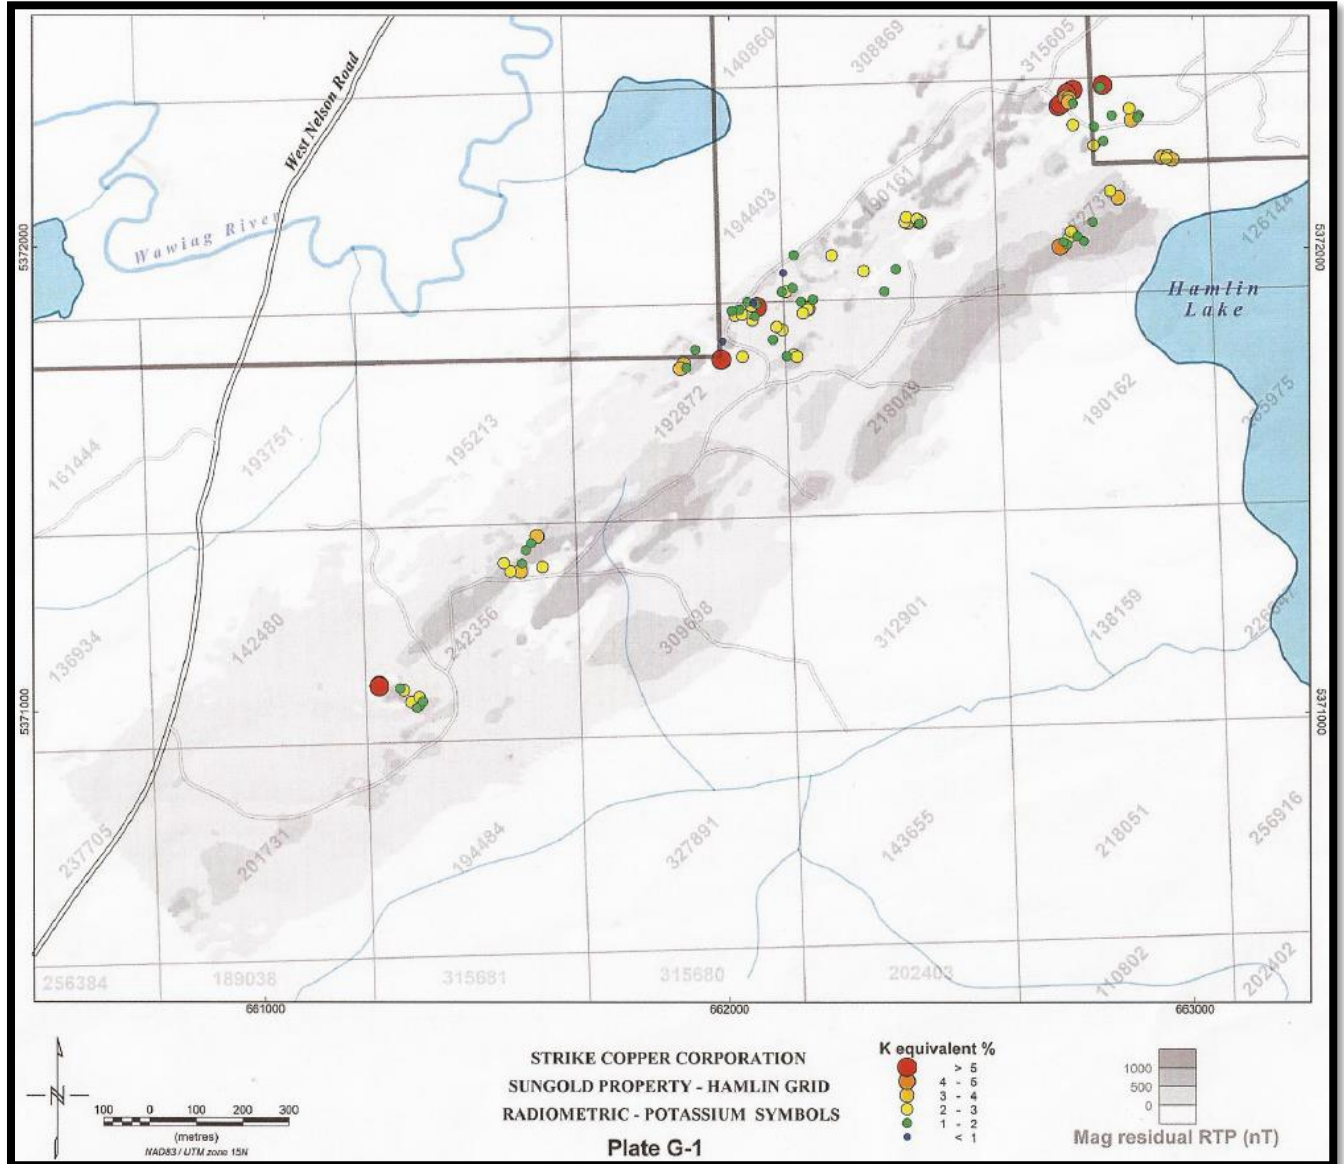 140860
308869
315605
West Nelson Road
Wawiag River
194403
190161
126144
5372000
5372000
Hamlin
Lake
192872
218049
190162
161444
193751
195213
136934
142480
242356
309698
312901
138159
5371000
5371000
237705
201731
194484
327891
143655
218051
256916
256384
189038
315681
315680
202403
110802
202402
661000
662000
663000
N
100 0 100 200 300
(metres)
NAD83 / UTM zone 15N
STRIKE COPPER CORPORATION
SUNGOLD PROPERTY - HAMLIN GRID
RADIOMETRIC - POTASSIUM SYMBOLS
Plate G-1
K equivalent %
> 5
4 - 5
3 - 4
2 - 3
1 - 2
< 1
1000
500
0
Mag residual RTP (nT)